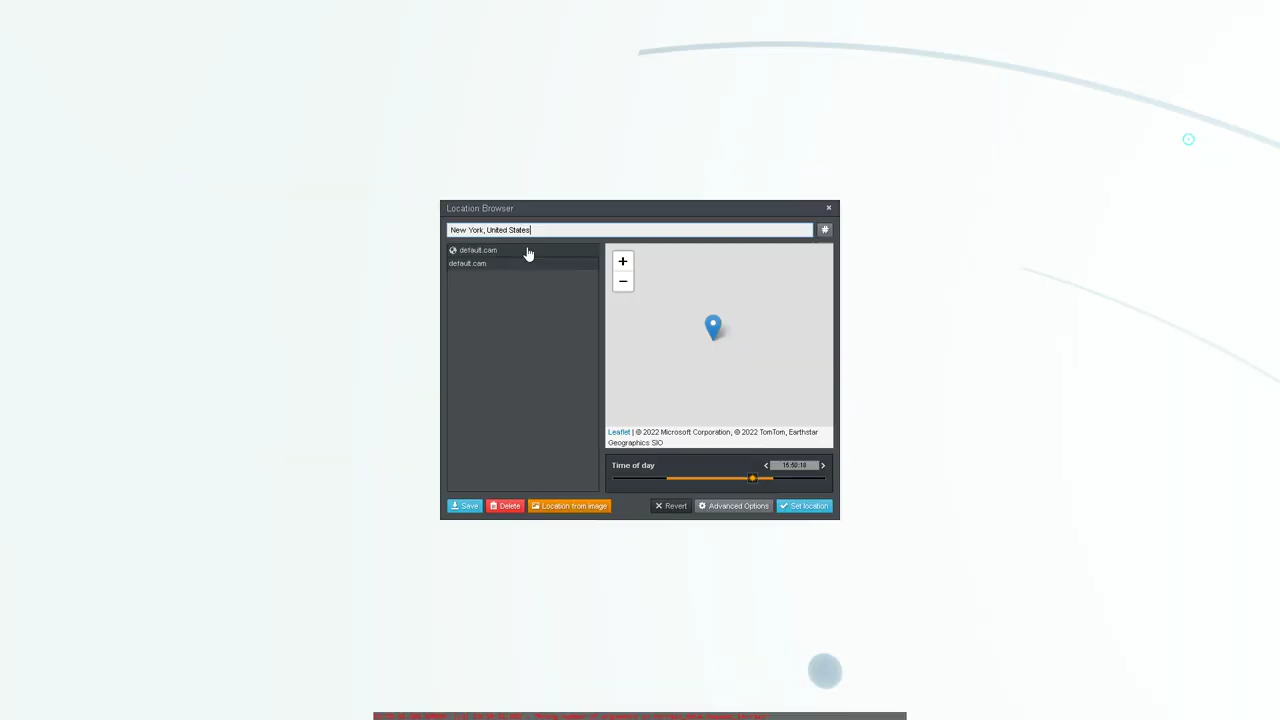 Location Browser
New York, United States
#
default.cam
default.cam
+
−
Leaflet | © 2022 Microsoft Corporation, © 2022 TomTom, Earthstar
Geographics SIO
Time of day
Save
Delete
Location from image
Revert
Advanced Options
Set location